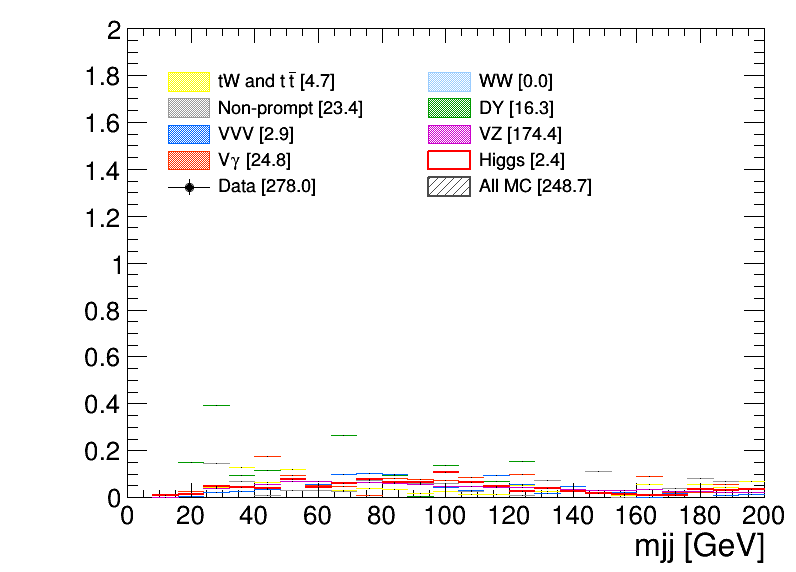 2
1.8
1.6
1.4
1.2
1
0.8
0.6
0.4
0.2
0
tW and t t̄ [4.7]
WW [0.0]
Non-prompt [23.4]
DY [16.3]
VVV [2.9]
VZ [174.4]
Vγ [24.8]
Higgs [2.4]
Data [278.0]
All MC [248.7]
0 20 40 60 80 100 120 140 160 180 200
mjj [GeV]